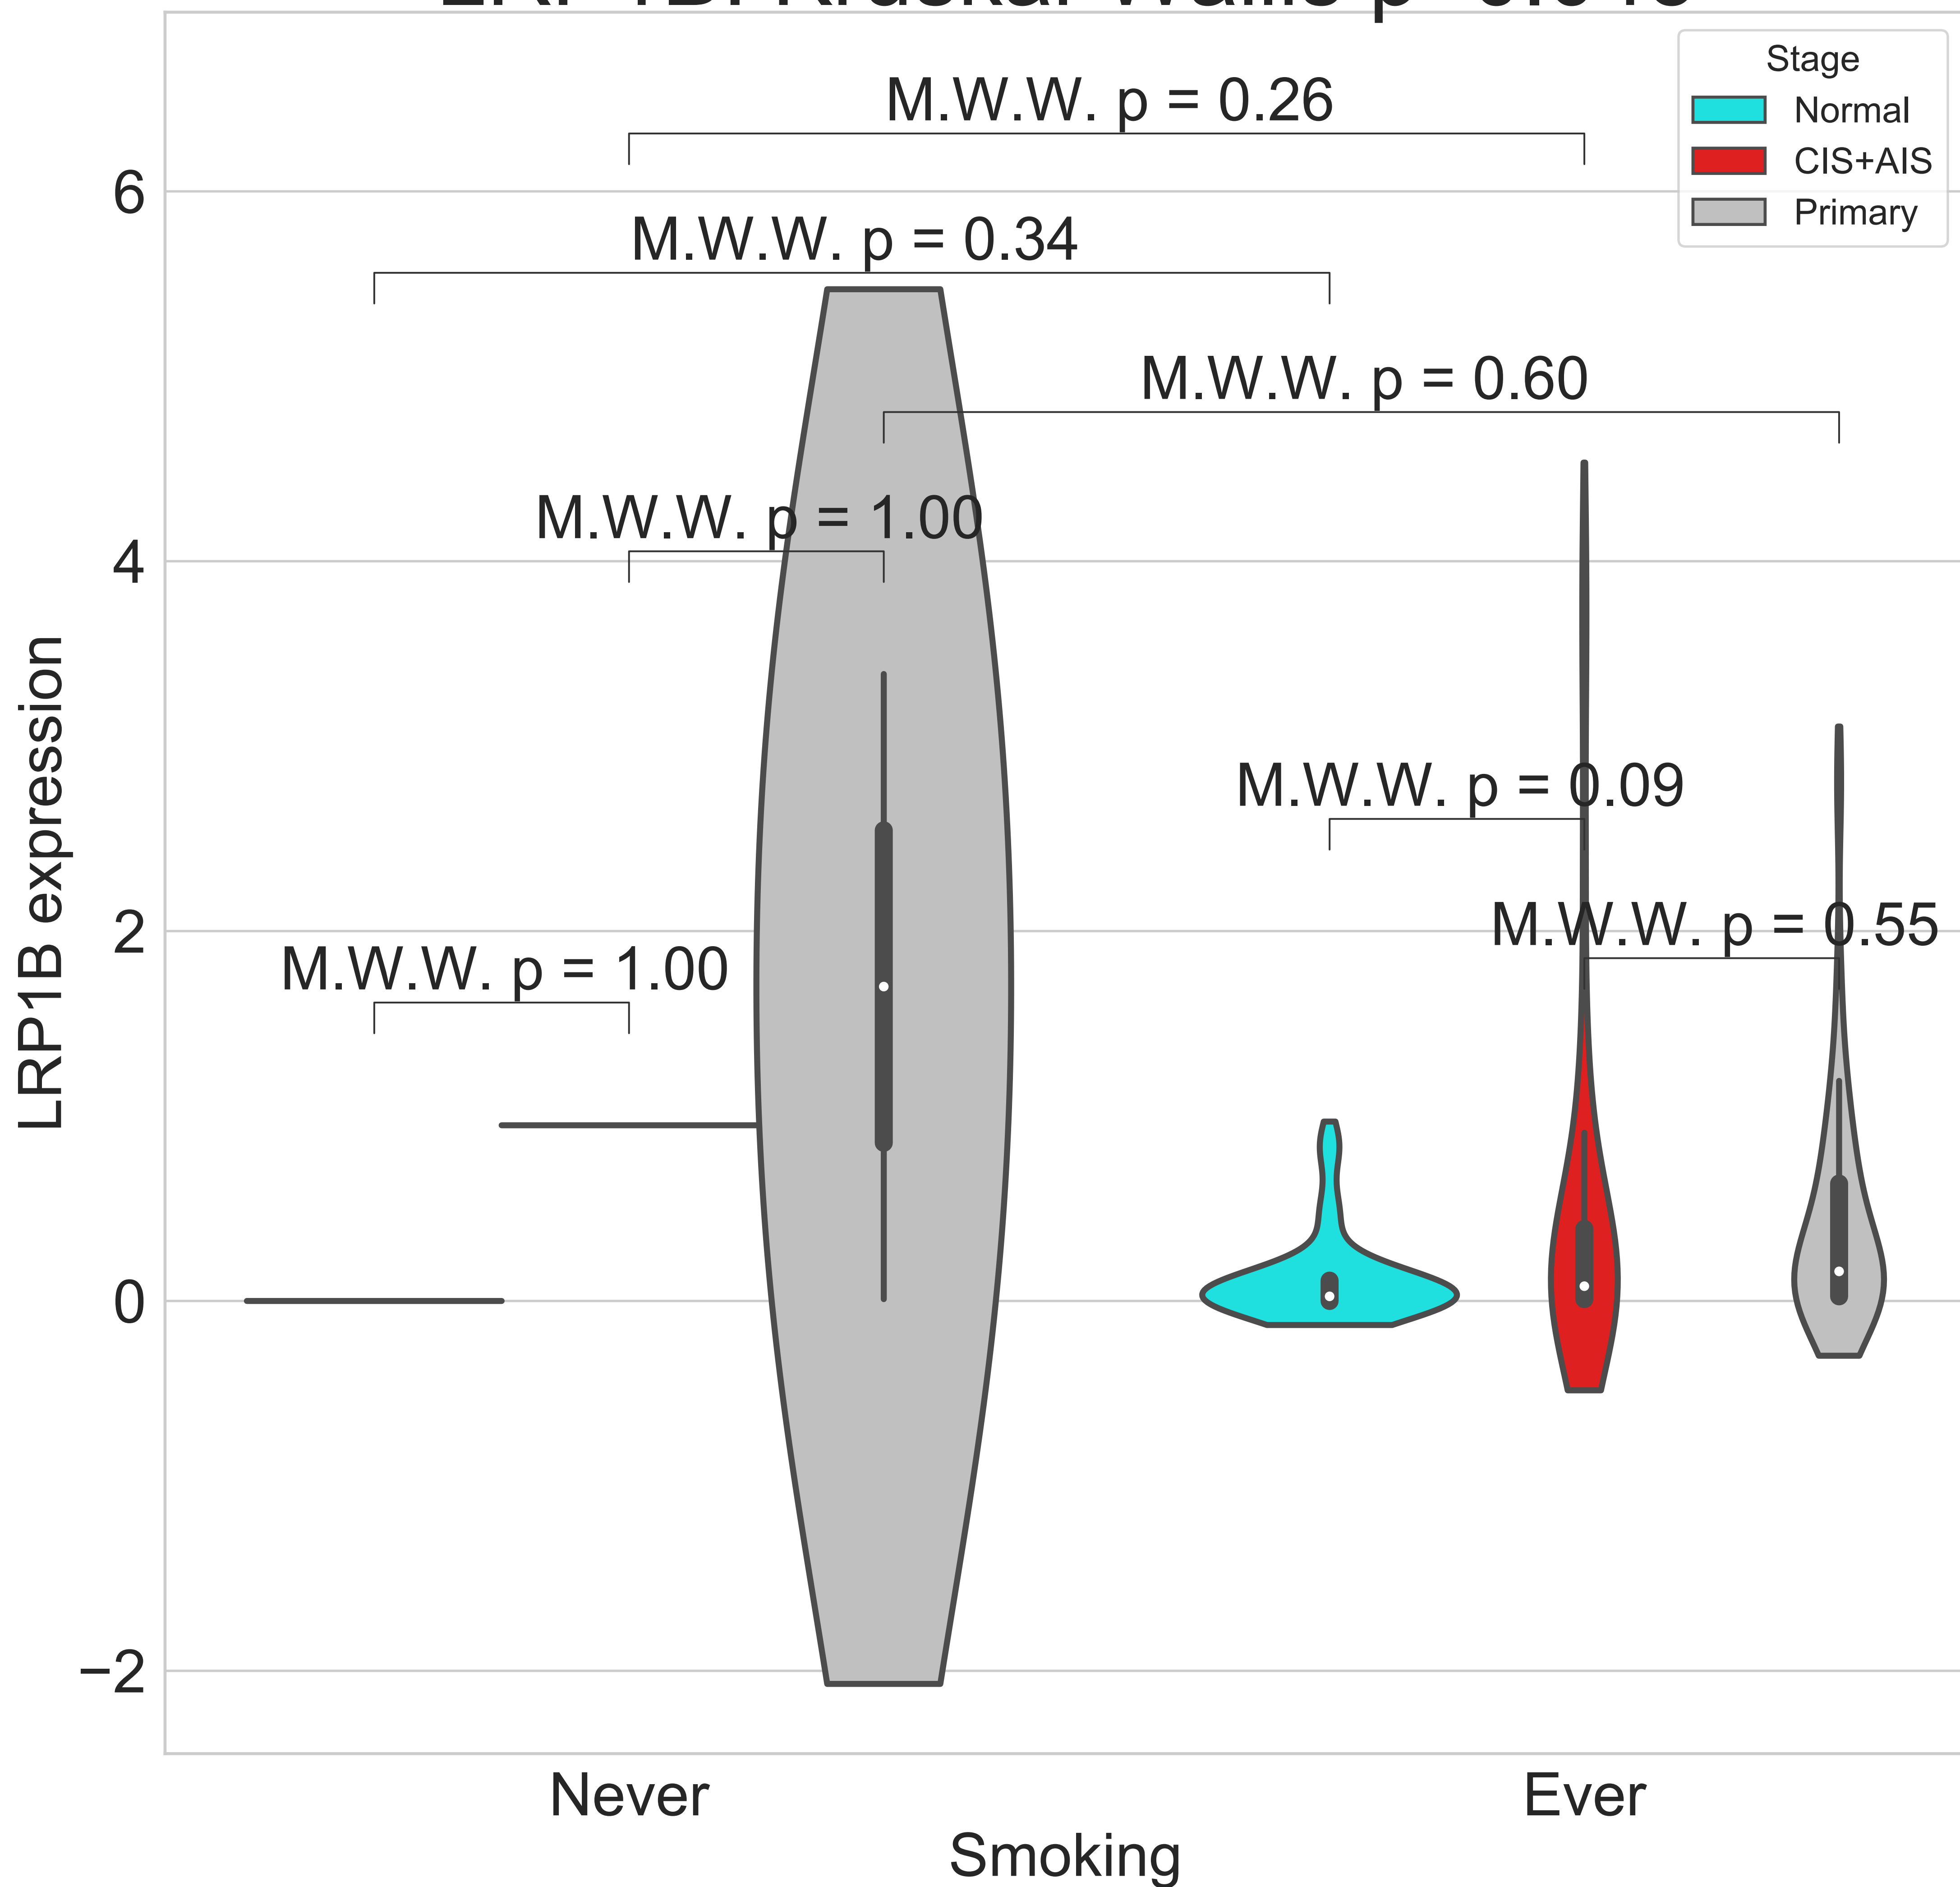 M.W.W. p = 0.26
Stage
Normal
CIS+AIS
Primary
6
M.W.W. p = 0.34
M.W.W. p = 0.60
M.W.W. p = 1.00
4
LRP1B expression
M.W.W. p = 0.09
M.W.W. p = 0.55
2
M.W.W. p = 1.00
0
−2
Never
Ever
Smoking